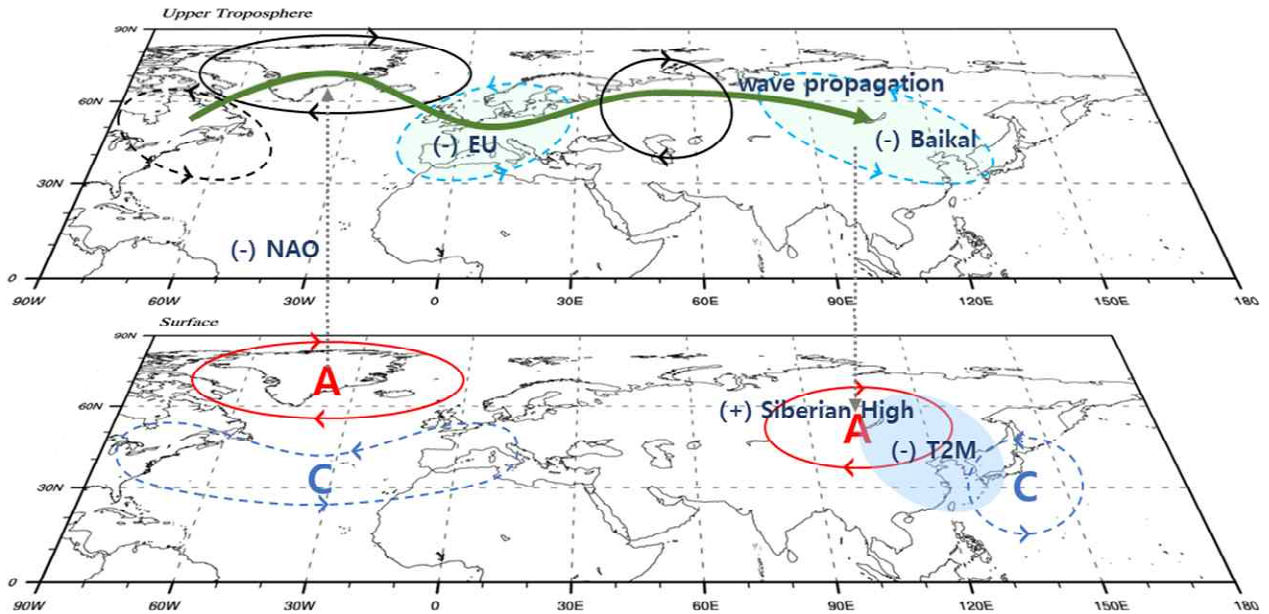 Upper Troposphere
90N
60N
wave propagation
(-) EU
(-) Baikal
30N
(-) NAO
0
90W 60W 30W 0 30E 60E 90E 120E 150E 180
Surface
90N
A
60N
(+) Siberian High
A
(-) T2M
C
30N
C
0
90W 60W 30W 0 30E 60E 90E 120E 150E 180